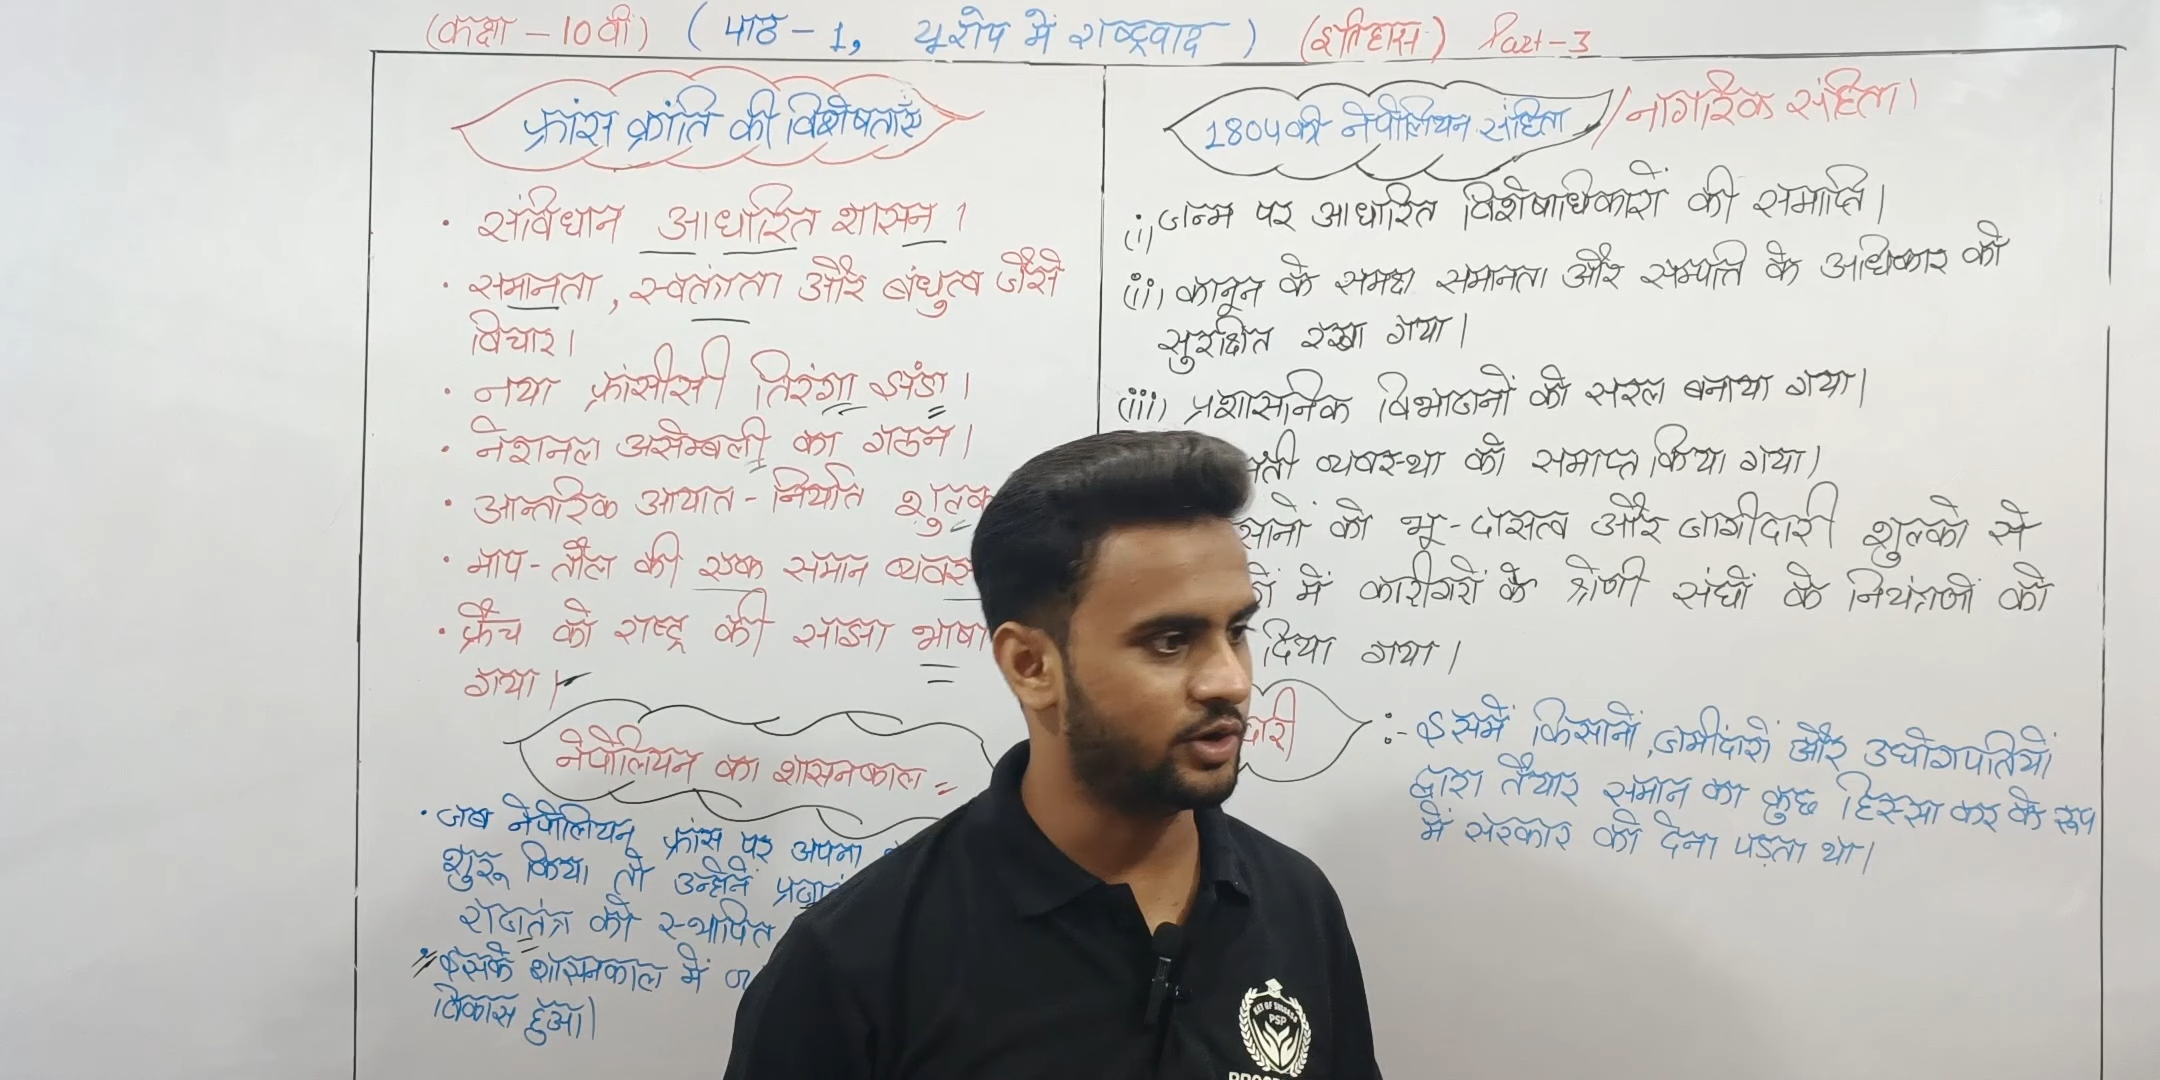 (कक्षा - 10वी) ( पाठ - 1, यूरोप में राष्ट्रवाद ) (इतिहास) Part-3
फ्रांस क्रांति की विशेषताएँ
• संविधान आधारित शासन ।
• समानता, स्वतंत्रता और बंधुत्व जैसे
विचार।
• नया फ्रांसीसी तिरंगा झंडा ।
• नेशनल असेम्बली का गठन ।
• आन्तरिक आयात - निर्यात शुल्क
• माप - तौल की एक समान
• फ्रैंच को राष्ट्र की साझा भाषा
गया ।
नेपोलियन का शासनकाल =
• जब नेपोलियन फ्रांस पर अपना
शुरू किया तो उन्होनें
राजतंत्र को स्थापित
• इसके शासनकाल में
विकास हुआ।
1804 की नेपोलियन संहिता / नागरिक संहिता।
(i) जन्म पर आधारित विशेषाधिकारों की समाप्ति।
(ii) कानून के समक्ष समानता और सम्पति के अधिकार को
सुरक्षित रखा गया।
(iii) प्रशासनिक विभाजनों को सरल बनाया गया।
व्यवस्था को समाप्त किया गया।
को भू-दासत्व और जागीदारी शुल्को से
में कारीगरों के श्रेणी संघों के नियंत्रणों को
दिया गया।
:- इसमें किसानों, जमींदारों और उद्योगपतियों
द्वारा तैयार समान का कुछ हिस्सा कर के रूप
में सरकार को देना पड़ता था।
PSP